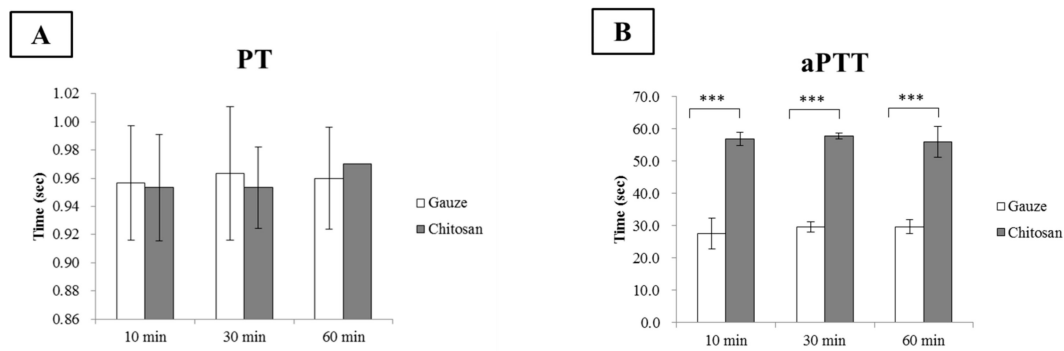 A
PT
Time (sec)
1.02
1.00
0.98
0.96
0.94
0.92
0.90
0.88
0.86
10 min 30 min 60 min
Gauze
Chitosan
B
aPTT
Time (sec)
70.0
60.0
50.0
40.0
30.0
20.0
10.0
0.0
*** *** ***
10 min 30 min 60 min
Gauze
Chitosan